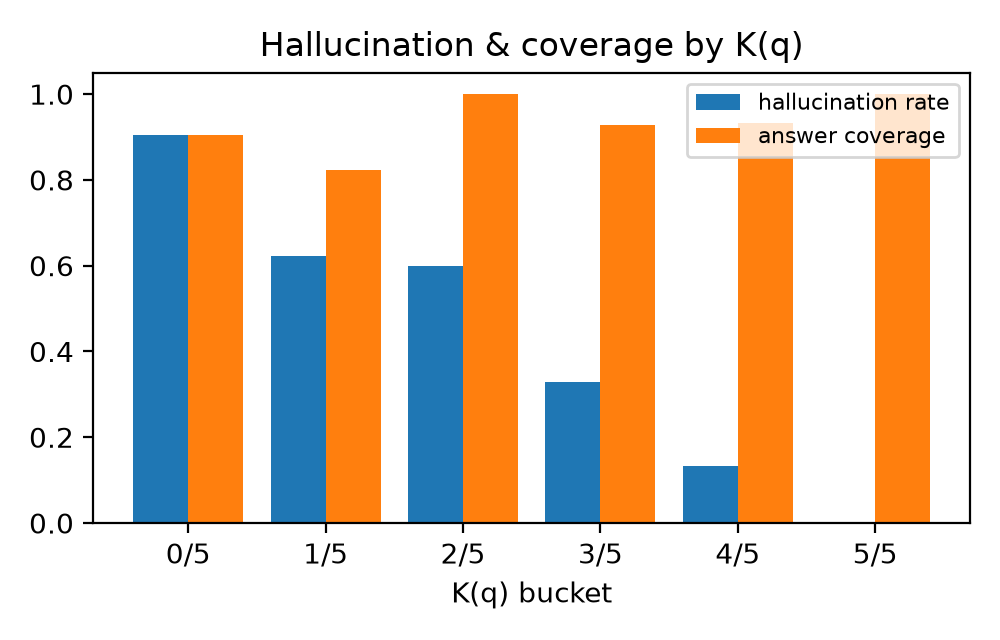 Hallucination & coverage by K(q)
hallucination rate
answer coverage
1.0
0.8
0.6
0.4
0.2
0.0
0/5 1/5 2/5 3/5 4/5 5/5
K(q) bucket